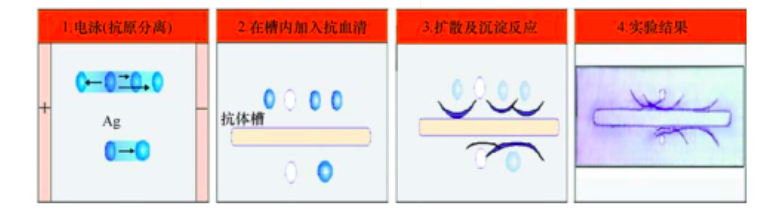 1.电泳(抗原分离)
2.在槽内加入抗血清
3.扩散及沉淀反应
4.实验结果
+
−
Ag
抗体槽